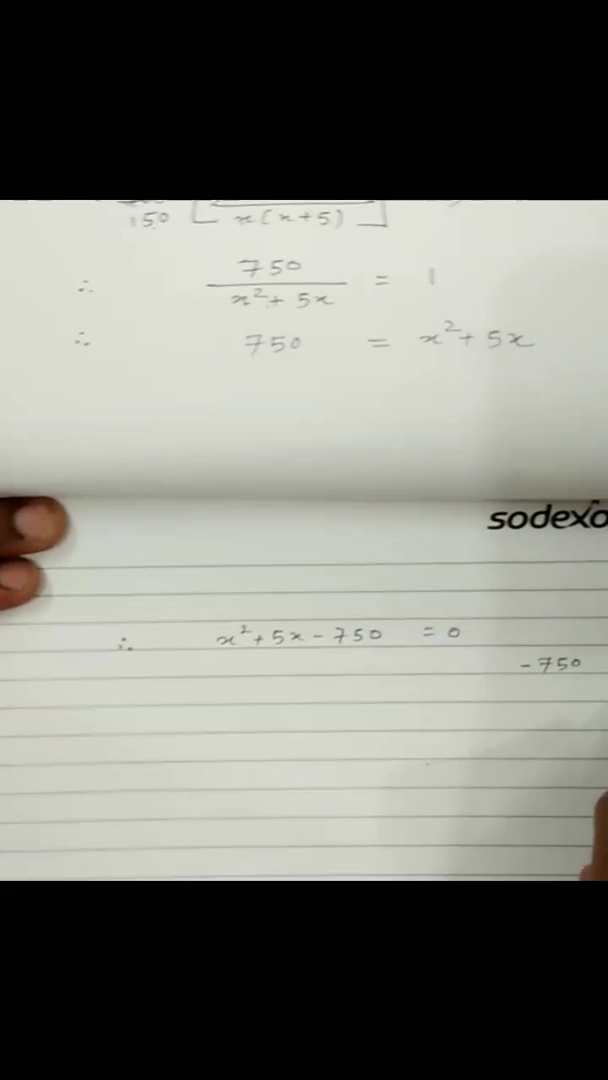 150 [ x(x+5) ]
∴ 750 / x² + 5x = 1
∴ 750 = x² + 5x
sodexo
∴ x² + 5x - 750 = 0
- 750